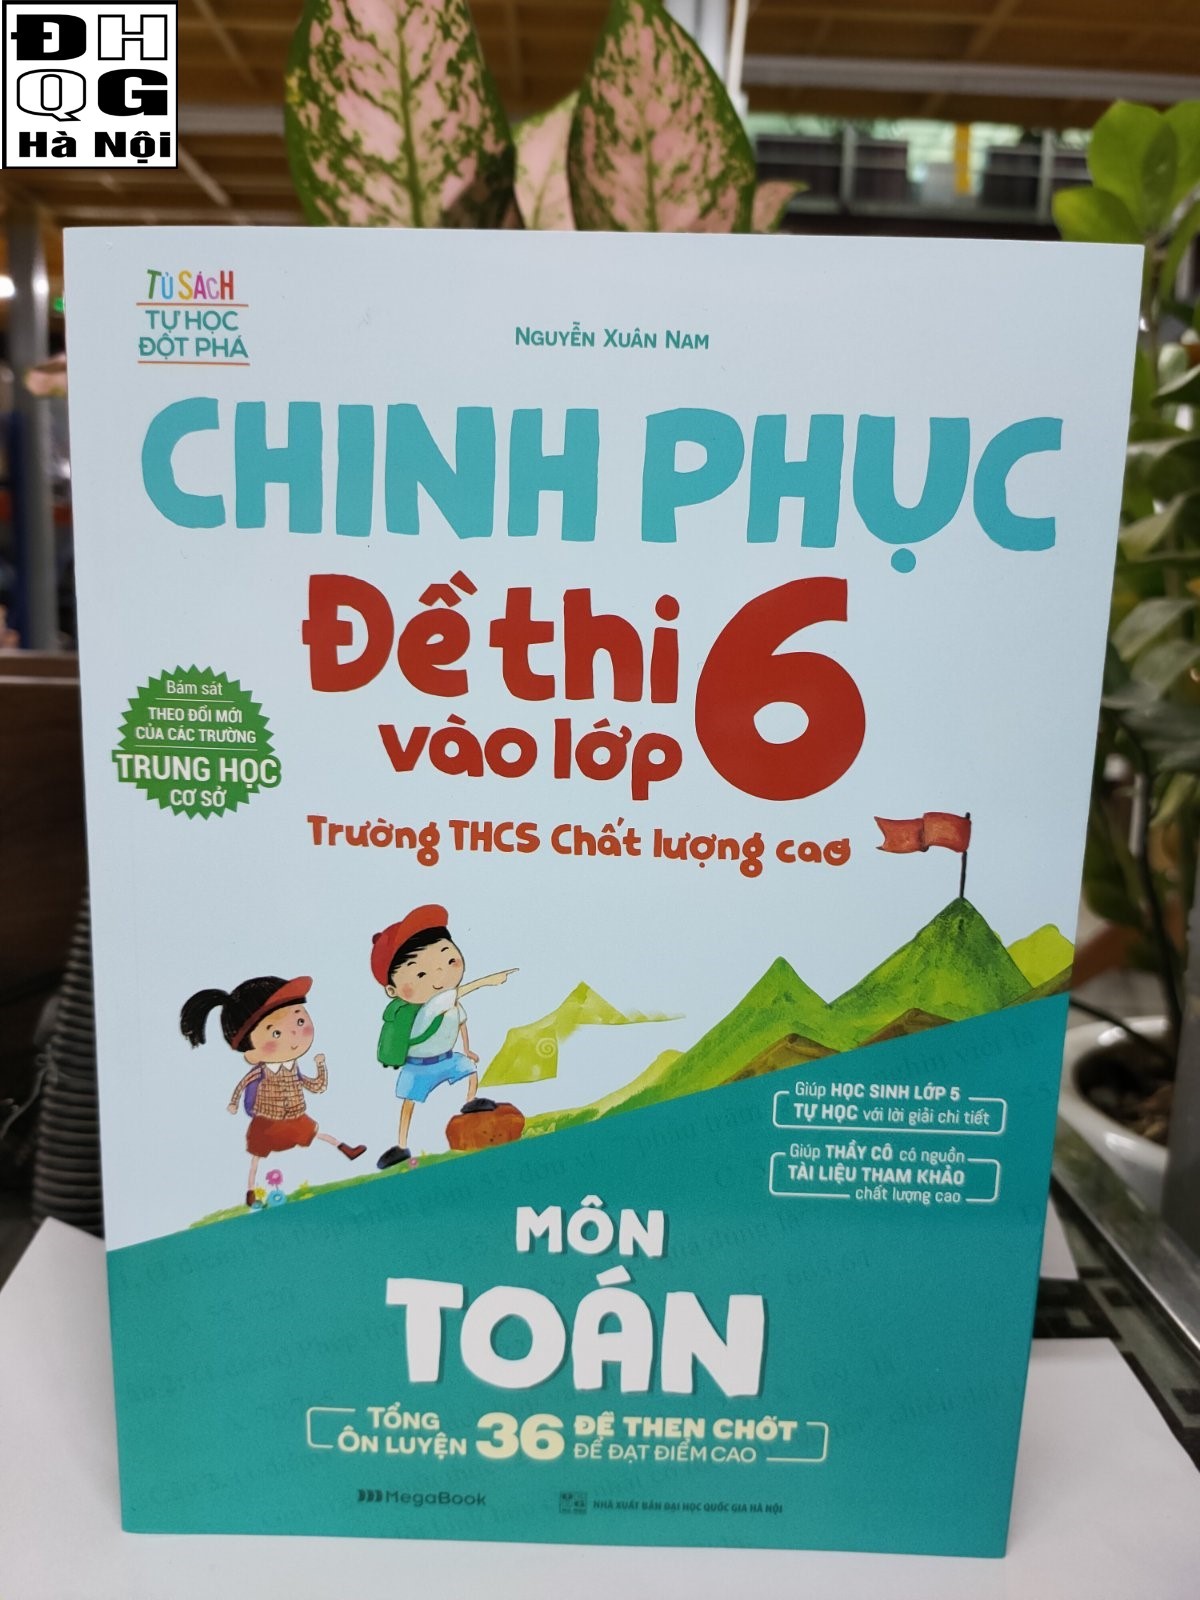 ĐH
QG
Hà Nội
TỦ SÁCH
TỰ HỌC
ĐỘT PHÁ
NGUYỄN XUÂN NAM
CHINH PHỤC
Đề thi
vào lớp 6
Trường THCS Chất lượng cao
Bám sát
THEO ĐỔI MỚI
CỦA CÁC TRƯỜNG
TRUNG HỌC
CƠ SỞ
Giúp HỌC SINH LỚP 5
TỰ HỌC với lời giải chi tiết
Giúp THẦY CÔ có nguồn
TÀI LIỆU THAM KHẢO
chất lượng cao
MÔN
TOÁN
TỔNG
ÔN LUYỆN 36 ĐỀ THEN CHỐT
ĐỂ ĐẠT ĐIỂM CAO
MegaBook
NHÀ XUẤT BẢN ĐẠI HỌC QUỐC GIA HÀ NỘI